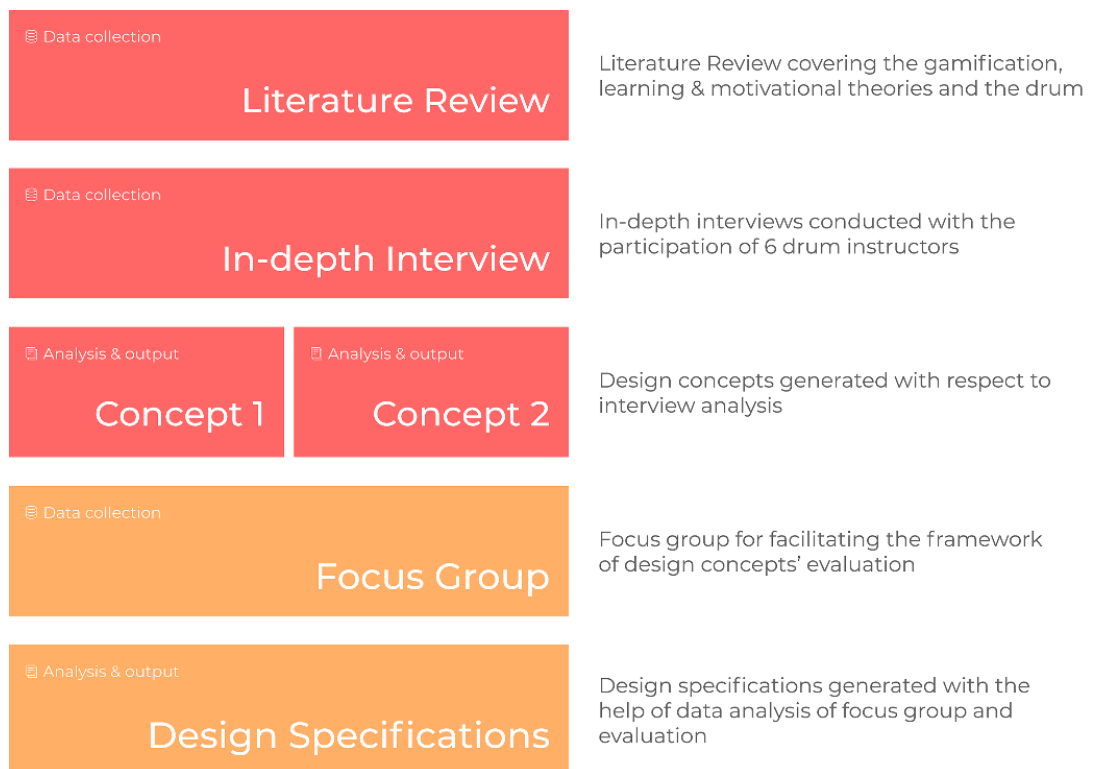 Data collection
Literature Review
Literature Review covering the gamification,
learning & motivational theories and the drum
Data collection
In-depth Interview
In-depth interviews conducted with the
participation of 6 drum instructors
Analysis & output
Concept 1
Analysis & output
Concept 2
Design concepts generated with respect to
interview analysis
Data collection
Focus Group
Focus group for facilitating the framework
of design concepts’ evaluation
Analysis & output
Design Specifications
Design specifications generated with the
help of data analysis of focus group and
evaluation